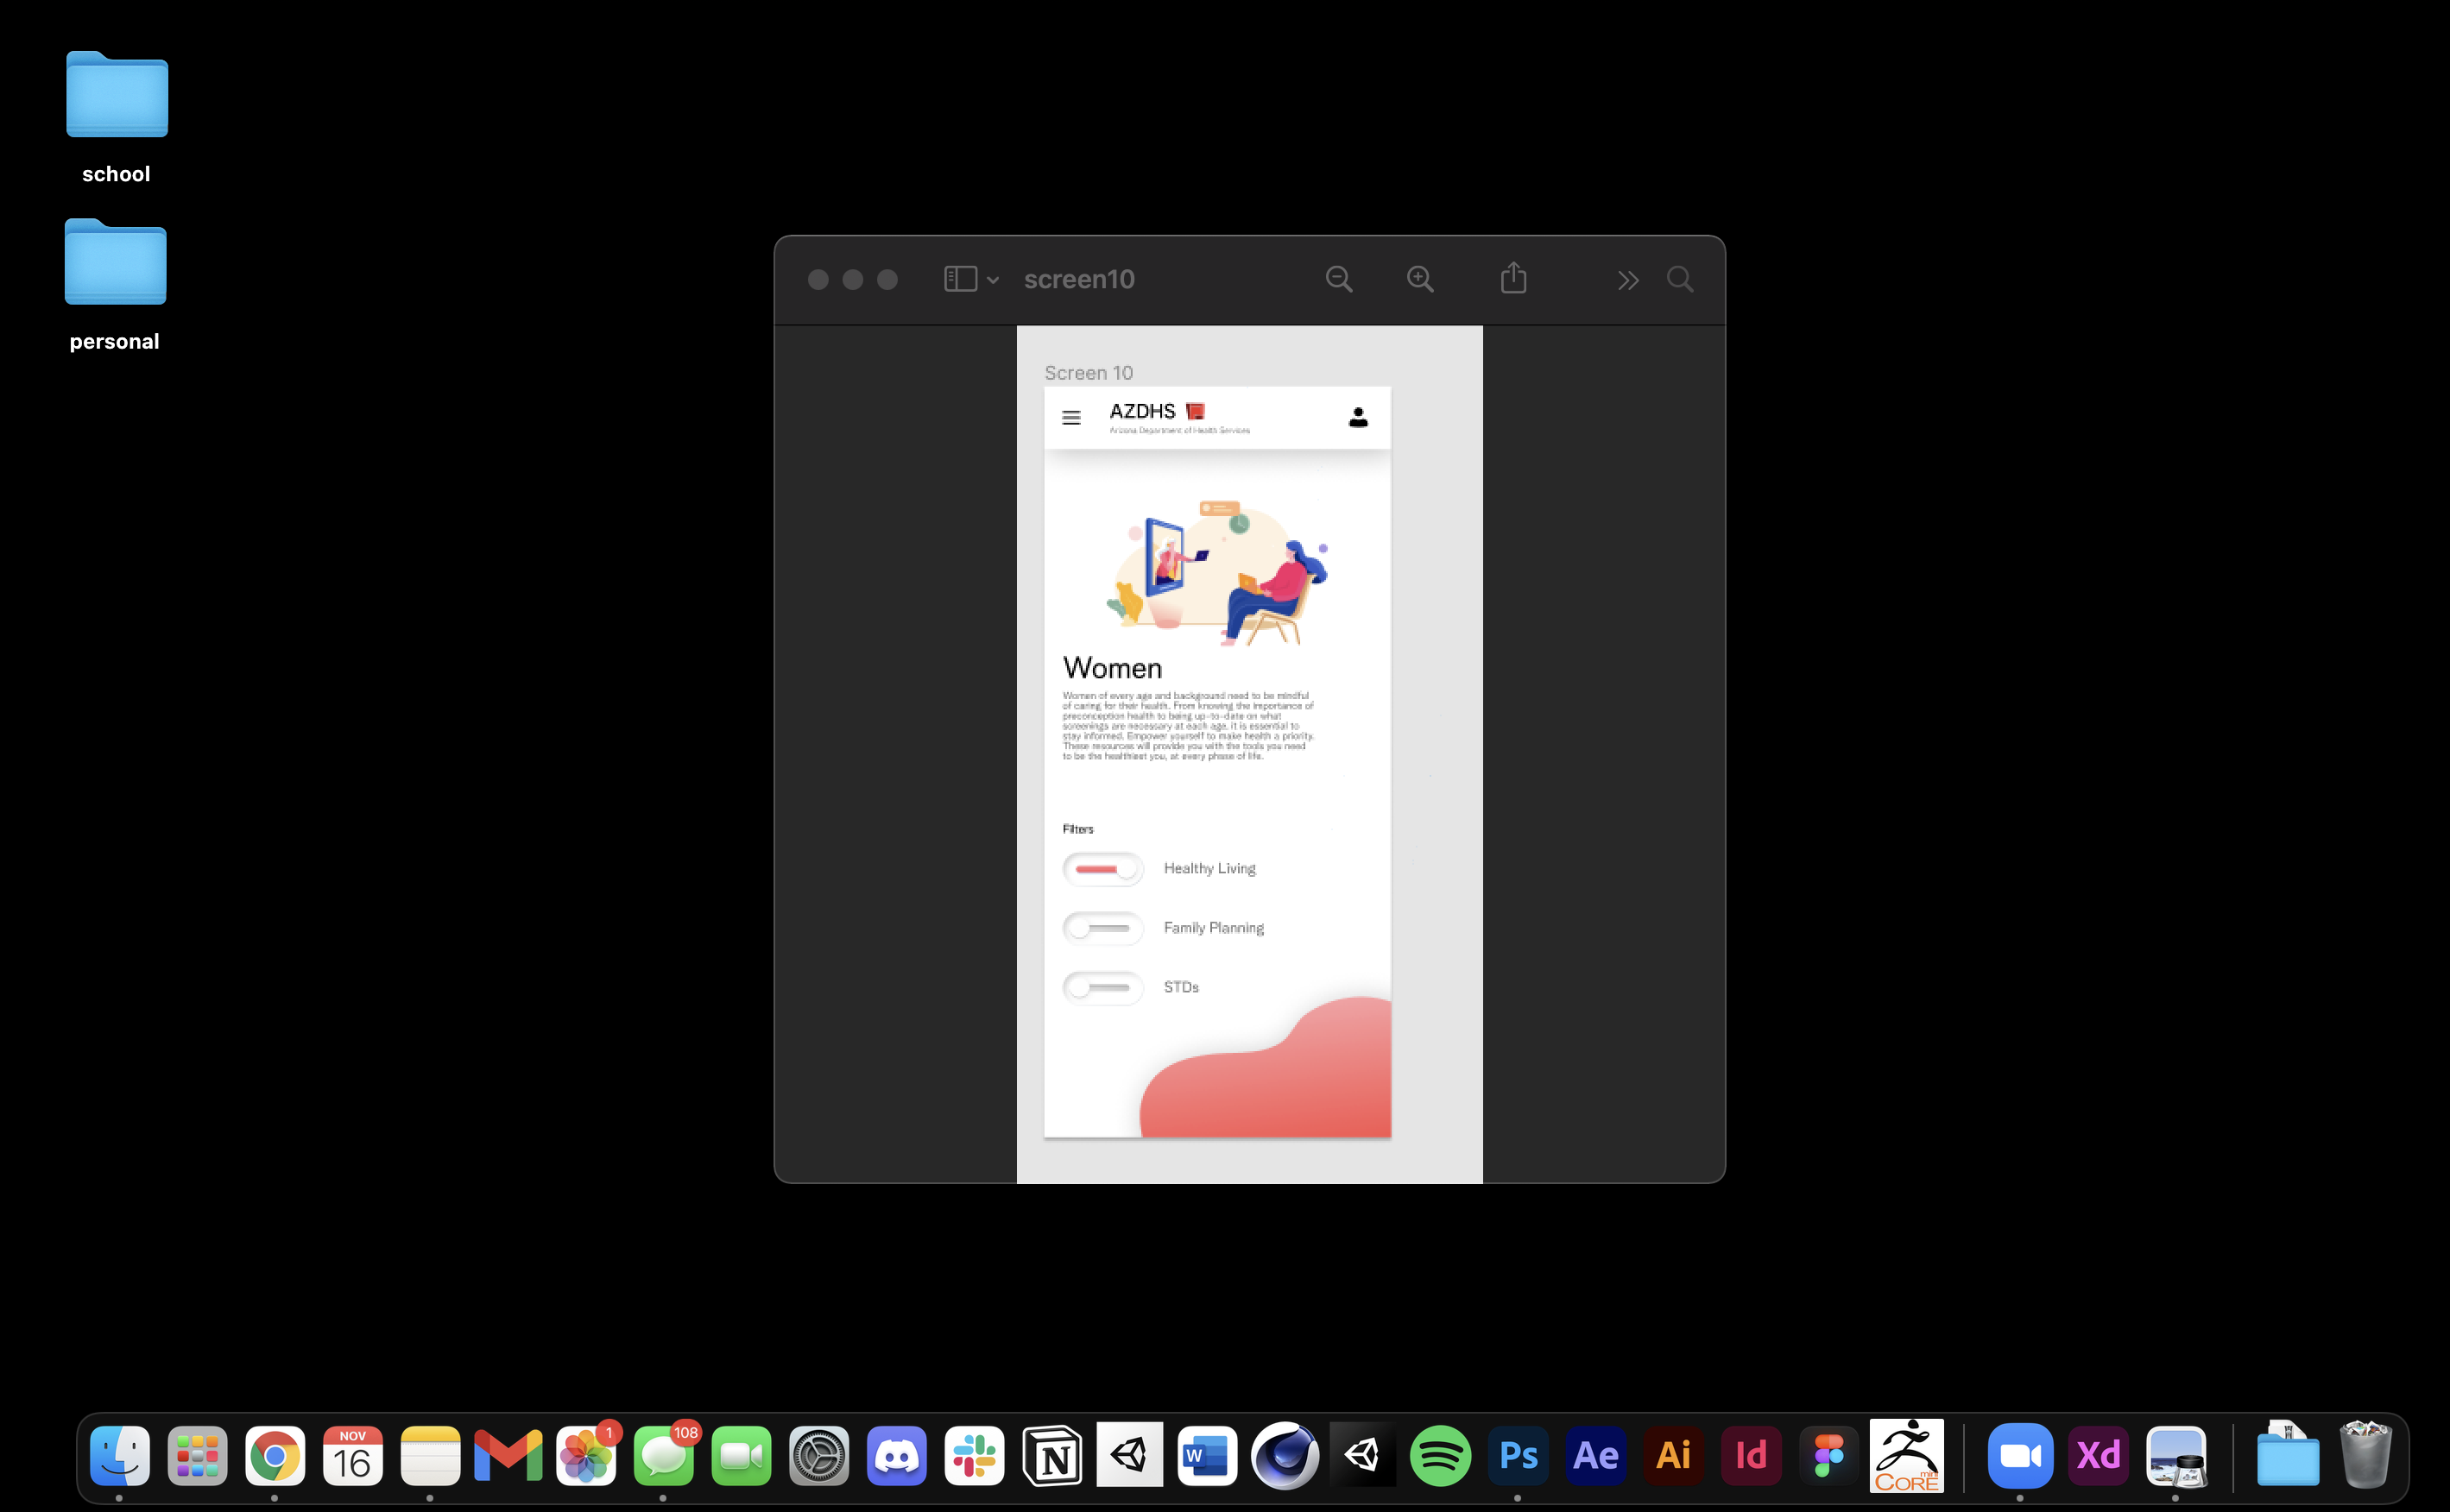 school
personal
screen10
Screen 10
AZDHS
Arizona Department of Health Services
Women
Women of every age and background need to be mindful
of caring for their health. From knowing the importance of
preconception health to being up-to-date on what
screenings are necessary at each age, it is essential to
stay informed. Empower yourself to make health a priority.
These resources will provide you with the tools you need
to be the healthiest you, at every phase of life.
Filters
Healthy Living
Family Planning
STDs
NOV
16
1
108
N
W
Ps
Ae
Ai
Id
mini
CORE
Xd